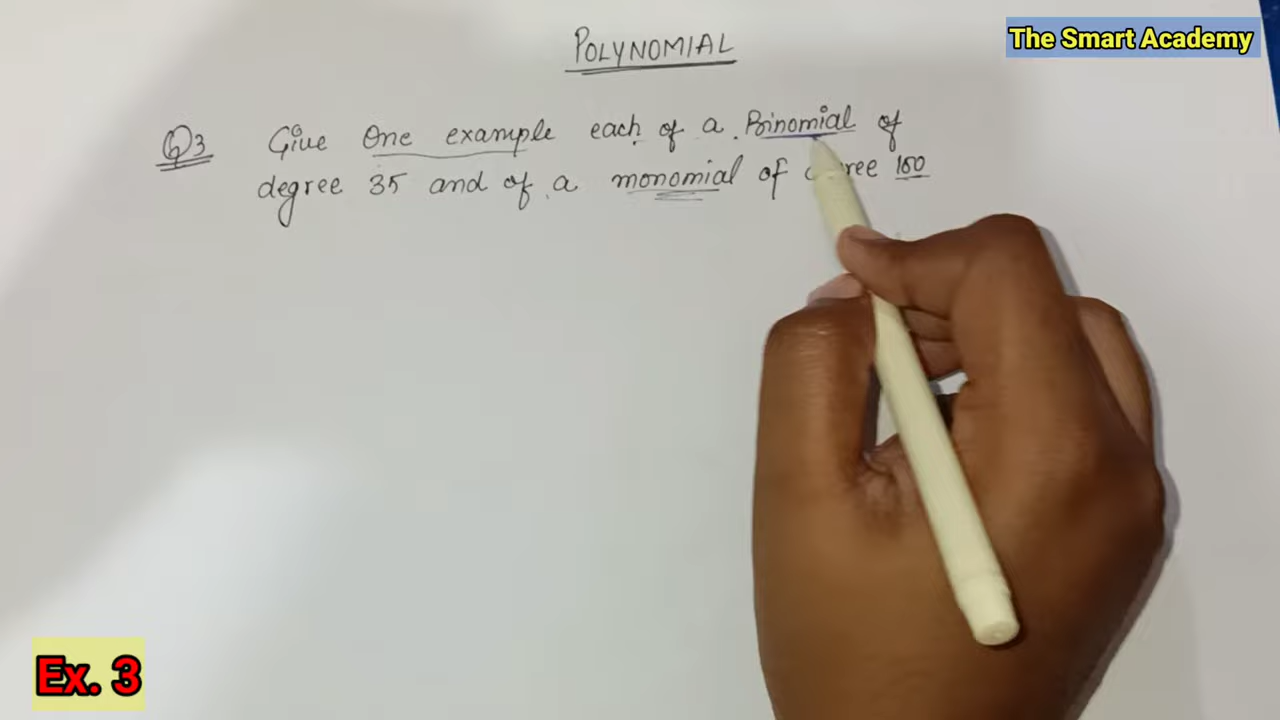 POLYNOMIAL
The Smart Academy
Q3 Give One example each of a Binomial of
degree 35 and of a monomial of 100
Ex. 3